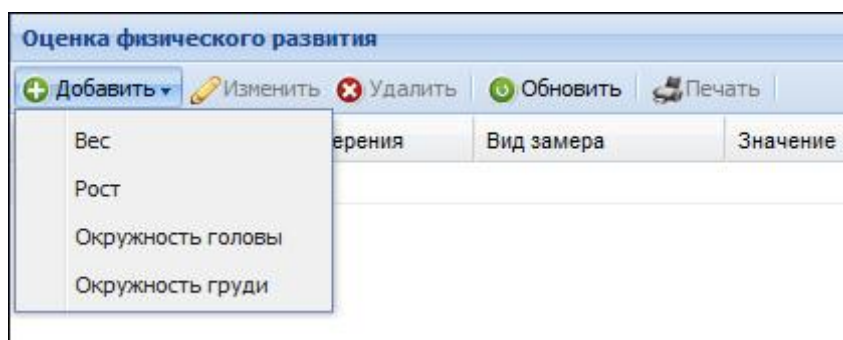 Оценка физического развития
Добавить Изменить Удалить Обновить Печать
Вес ерения Вид замера Значение
Рост
Окружность головы
Окружность груди